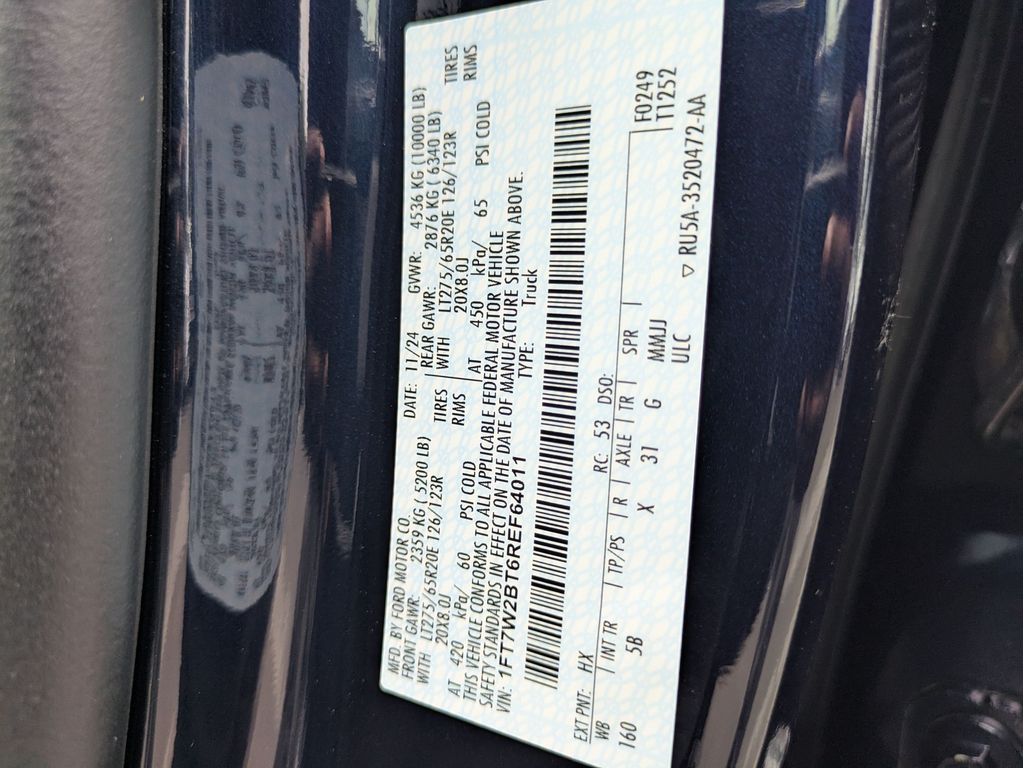 MFD. BY FORD MOTOR CO.
DATE: 11/24 GVWR: 4536 KG (10000 LB)
FRONT GAWR: 2359 KG ( 5200 LB) REAR GAWR: 2876 KG ( 6340 LB)
WITH LT275/65R20E 126/123R TIRES WITH LT275/65R20E 126/123R TIRES
20X8.0J RIMS 20X8.0J RIMS
AT 420 kPa/ 60 PSI COLD AT 450 kPa/ 65 PSI COLD
THIS VEHICLE CONFORMS TO ALL APPLICABLE FEDERAL MOTOR VEHICLE
SAFETY STANDARDS IN EFFECT ON THE DATE OF MANUFACTURE SHOWN ABOVE.
VIN: 1FT7W2BT6REF64011 TYPE: Truck
EXT PNT: HX RC: 53 DSO: F0249
WB INT TR TP/PS R AXLE TR SPR T1252
160 5B X 31 G MMJJ
ULC ▽ RU5A-3520472-AA